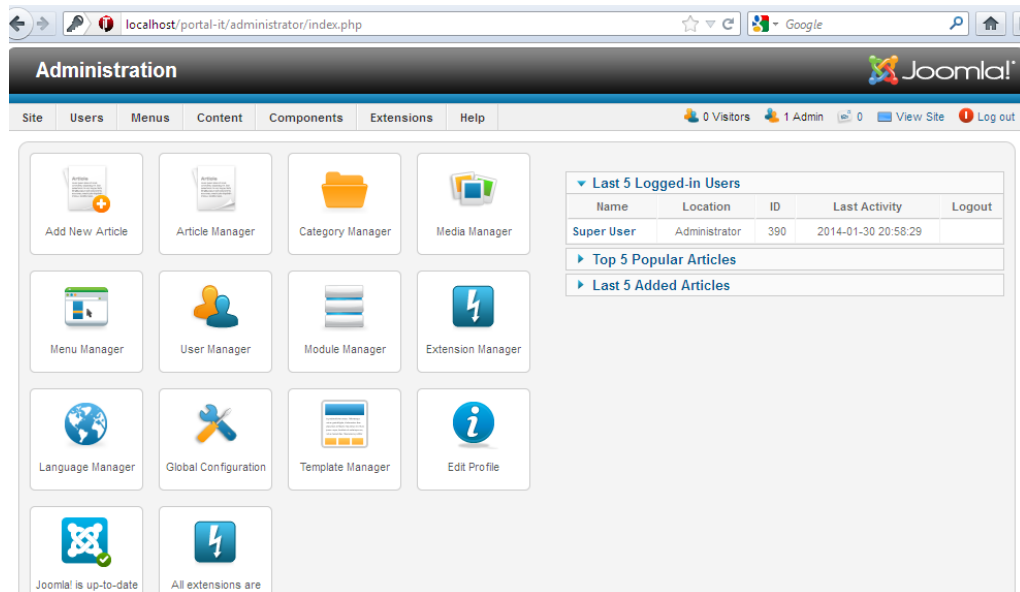 localhost/portal-it/administrator/index.php
Google
Administration
Joomla!
Site Users Menus Content Components Extensions Help
0 Visitors 1 Admin 0 View Site Log out
Add New Article
Article Manager
Category Manager
Media Manager
Menu Manager
User Manager
Module Manager
Extension Manager
Language Manager
Global Configuration
Template Manager
Edit Profile
Joomla! is up-to-date
All extensions are
Last 5 Logged-in Users
Name Location ID Last Activity Logout
Super User Administrator 390 2014-01-30 20:58:29
Top 5 Popular Articles
Last 5 Added Articles